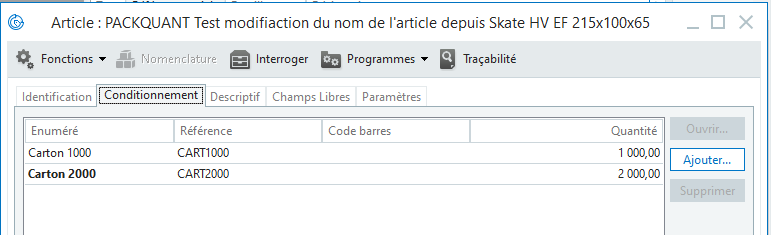 Article : PACKQUANT Test modifiaction du nom de l'article depuis Skate HV EF 215x100x65
Fonctions Nomenclature Interroger Programmes Traçabilité
Identification Conditionnement Descriptif Champs Libres Paramètres
Enuméré Référence Code barres Quantité Ouvrir...
Carton 1000 CART1000 1 000,00
Carton 2000 CART2000 2 000,00
Ajouter...
Supprimer